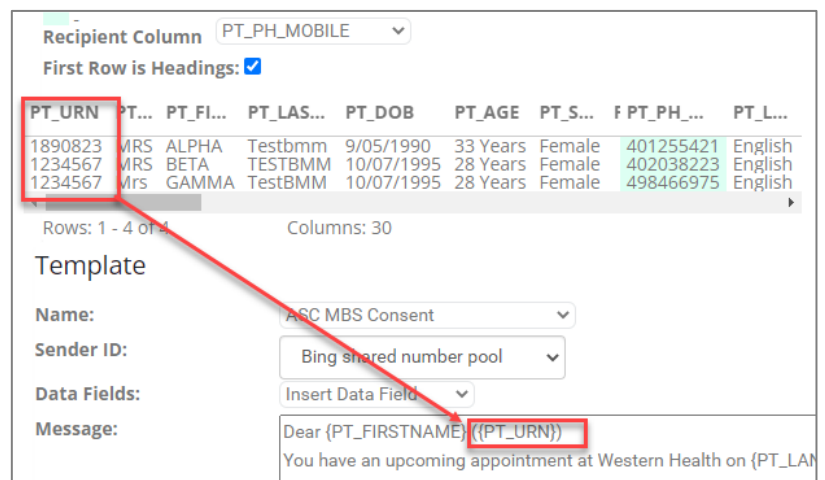 Recipient Column PT_PH_MOBILE
First Row is Headings:
PT_URN PT... PT_FI... PT_LAS... PT_DOB PT_AGE PT_S... F PT_PH_... PT_L...
1890823 MRS ALPHA Testbmm 9/05/1990 33 Years Female 401255421 English
1234567 MRS BETA TESTBMM 10/07/1995 28 Years Female 402038223 English
1234567 Mrs GAMMA TestBMM 10/07/1995 28 Years Female 498466975 English
Rows: 1 - 4 of 4 Columns: 30
Template
Name: ASC MBS Consent
Sender ID: Bing shared number pool
Data Fields: Insert Data Field
Message: Dear {PT_FIRSTNAME} ({PT_URN})
You have an upcoming appointment at Western Health on {PT_LAN